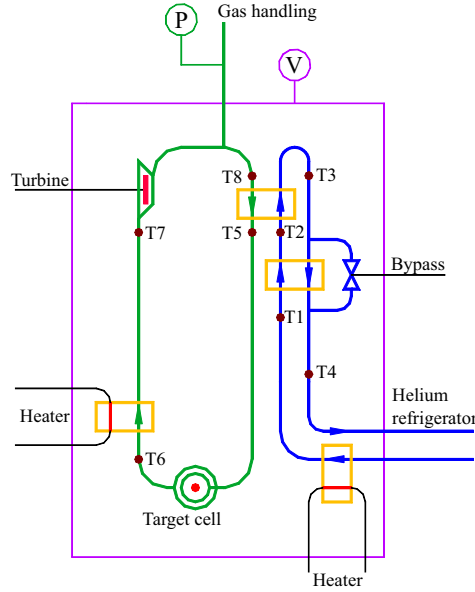 Gas handling
P
V
T8
T3
Turbine
T7
T5
T2
Bypass
T1
T4
Heater
Helium
refrigerator
T6
Target cell
Heater